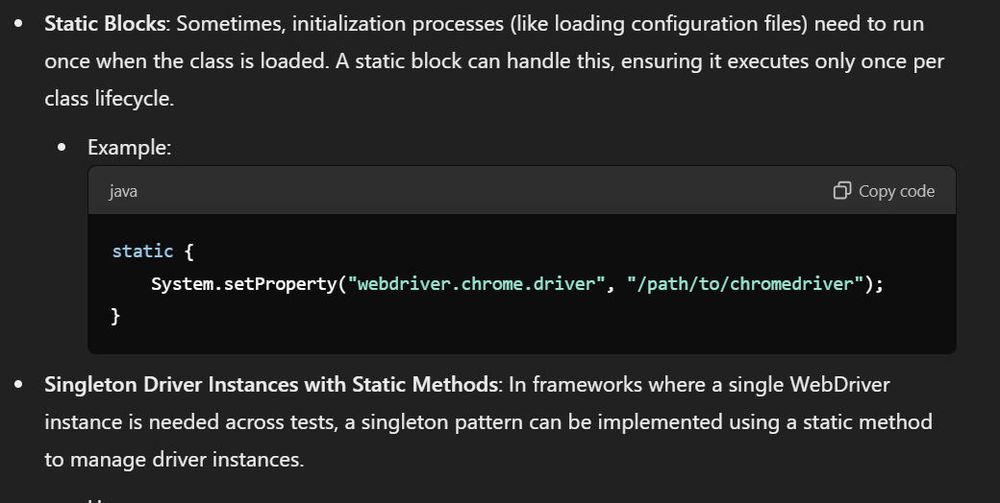 • Static Blocks: Sometimes, initialization processes (like loading configuration files) need to run
once when the class is loaded. A static block can handle this, ensuring it executes only once per
class lifecycle.
• Example:
java Copy code
static {
    System.setProperty("webdriver.chrome.driver", "/path/to/chromedriver");
}
• Singleton Driver Instances with Static Methods: In frameworks where a single WebDriver
instance is needed across tests, a singleton pattern can be implemented using a static method
to manage driver instances.